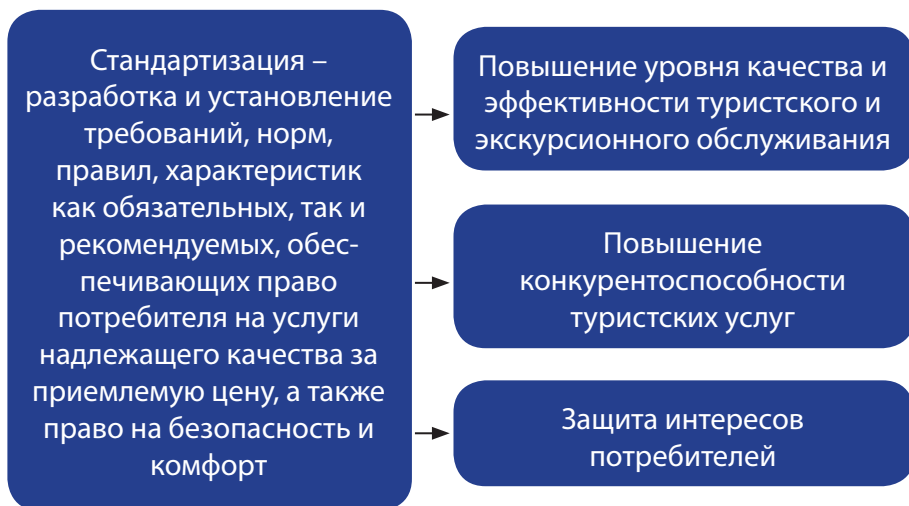 Стандартизация –
разработка и установление
требований, норм,
правил, характеристик
как обязательных, так и
рекомендуемых, обес-
печивающих право
потребителя на услуги
надлежащего качества за
приемлемую цену, а также
право на безопасность и
комфорт
Повышение уровня качества и
эффективности туристского и
экскурсионного обслуживания
Повышение
конкурентоспособности
туристских услуг
Защита интересов
потребителей